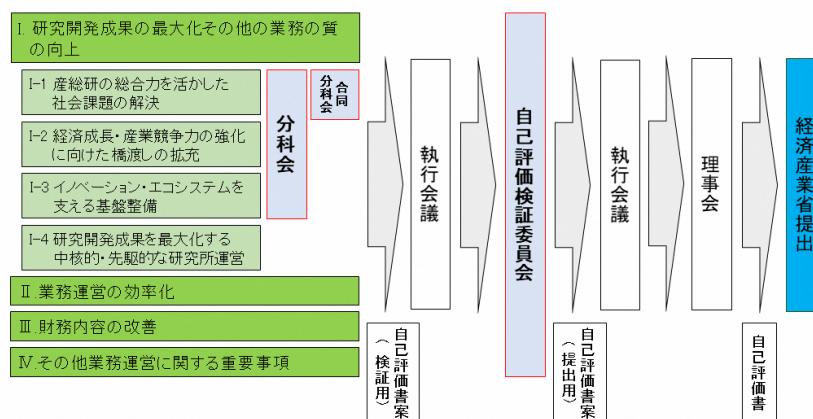 Ⅰ. 研究開発成果の最大化その他の業務の質
の向上
Ⅰ-1 産総研の総合力を活かした
社会課題の解決
Ⅰ-2 経済成長・産業競争力の強化
に向けた橋渡しの拡充
Ⅰ-3 イノベーション・エコシステムを
支える基盤整備
Ⅰ-4 研究開発成果を最大化する
中核的・先駆的な研究所運営
Ⅱ.業務運営の効率化
Ⅲ.財務内容の改善
Ⅳ.その他業務運営に関する重要事項
分科会
合同
分科会
執行会議
自己評価検証委員会
執行会議
理事会
経済産業省提出
自己評価書案
(検証用)
自己評価書案
(提出用)
自己評価書